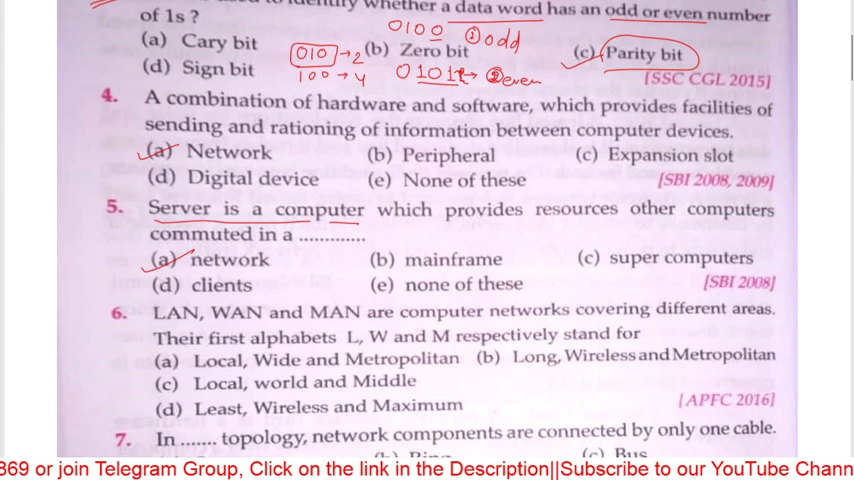 to identify whether a data word has an odd or even number
of 1s ?
0100 ① odd
(a) Cary bit (b) Zero bit (c) Parity bit
010 → 2
100 → 4
(d) Sign bit
0101 → ② even
[SSC CGL 2015]
4. A combination of hardware and software, which provides facilities of
sending and rationing of information between computer devices.
(a) Network (b) Peripheral (c) Expansion slot
(d) Digital device (e) None of these [SBI 2008, 2009]
5. Server is a computer which provides resources other computers
commuted in a .............
(a) network (b) mainframe (c) super computers
(d) clients (e) none of these [SBI 2008]
6. LAN, WAN and MAN are computer networks covering different areas.
Their first alphabets L, W and M respectively stand for
(a) Local, Wide and Metropolitan (b) Long, Wireless and Metropolitan
(c) Local, world and Middle
(d) Least, Wireless and Maximum [APFC 2016]
7. In ....... topology, network components are connected by only one cable.
(b) Ring (c) Bus
869 or join Telegram Group, Click on the link in the Description||Subscribe to our YouTube Chann